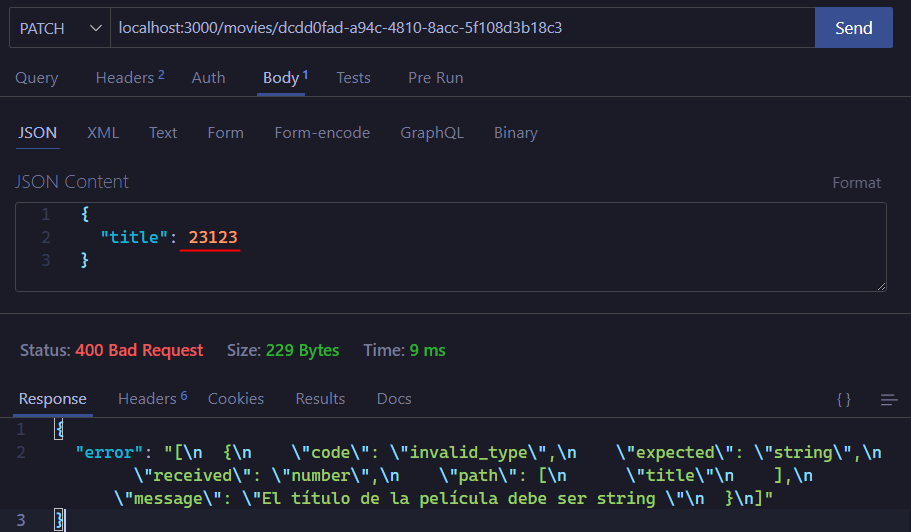 PATCH localhost:3000/movies/dcdd0fad-a94c-4810-8acc-5f108d3b18c3 Send
Query Headers 2 Auth Body 1 Tests Pre Run
JSON XML Text Form Form-encode GraphQL Binary
JSON Content Format
1 {
2 "title": 23123
3 }
Status: 400 Bad Request Size: 229 Bytes Time: 9 ms
Response Headers 6 Cookies Results Docs { }
1 {
2 "error": "[\n  {\n    \"code\": \"invalid_type\",\n    \"expected\": \"string\",\n
\"received\": \"number\",\n    \"path\": [\n      \"title\"\n    ],\n
\"message\": \"El título de la película debe ser string \"\n  }\n]"
3 }